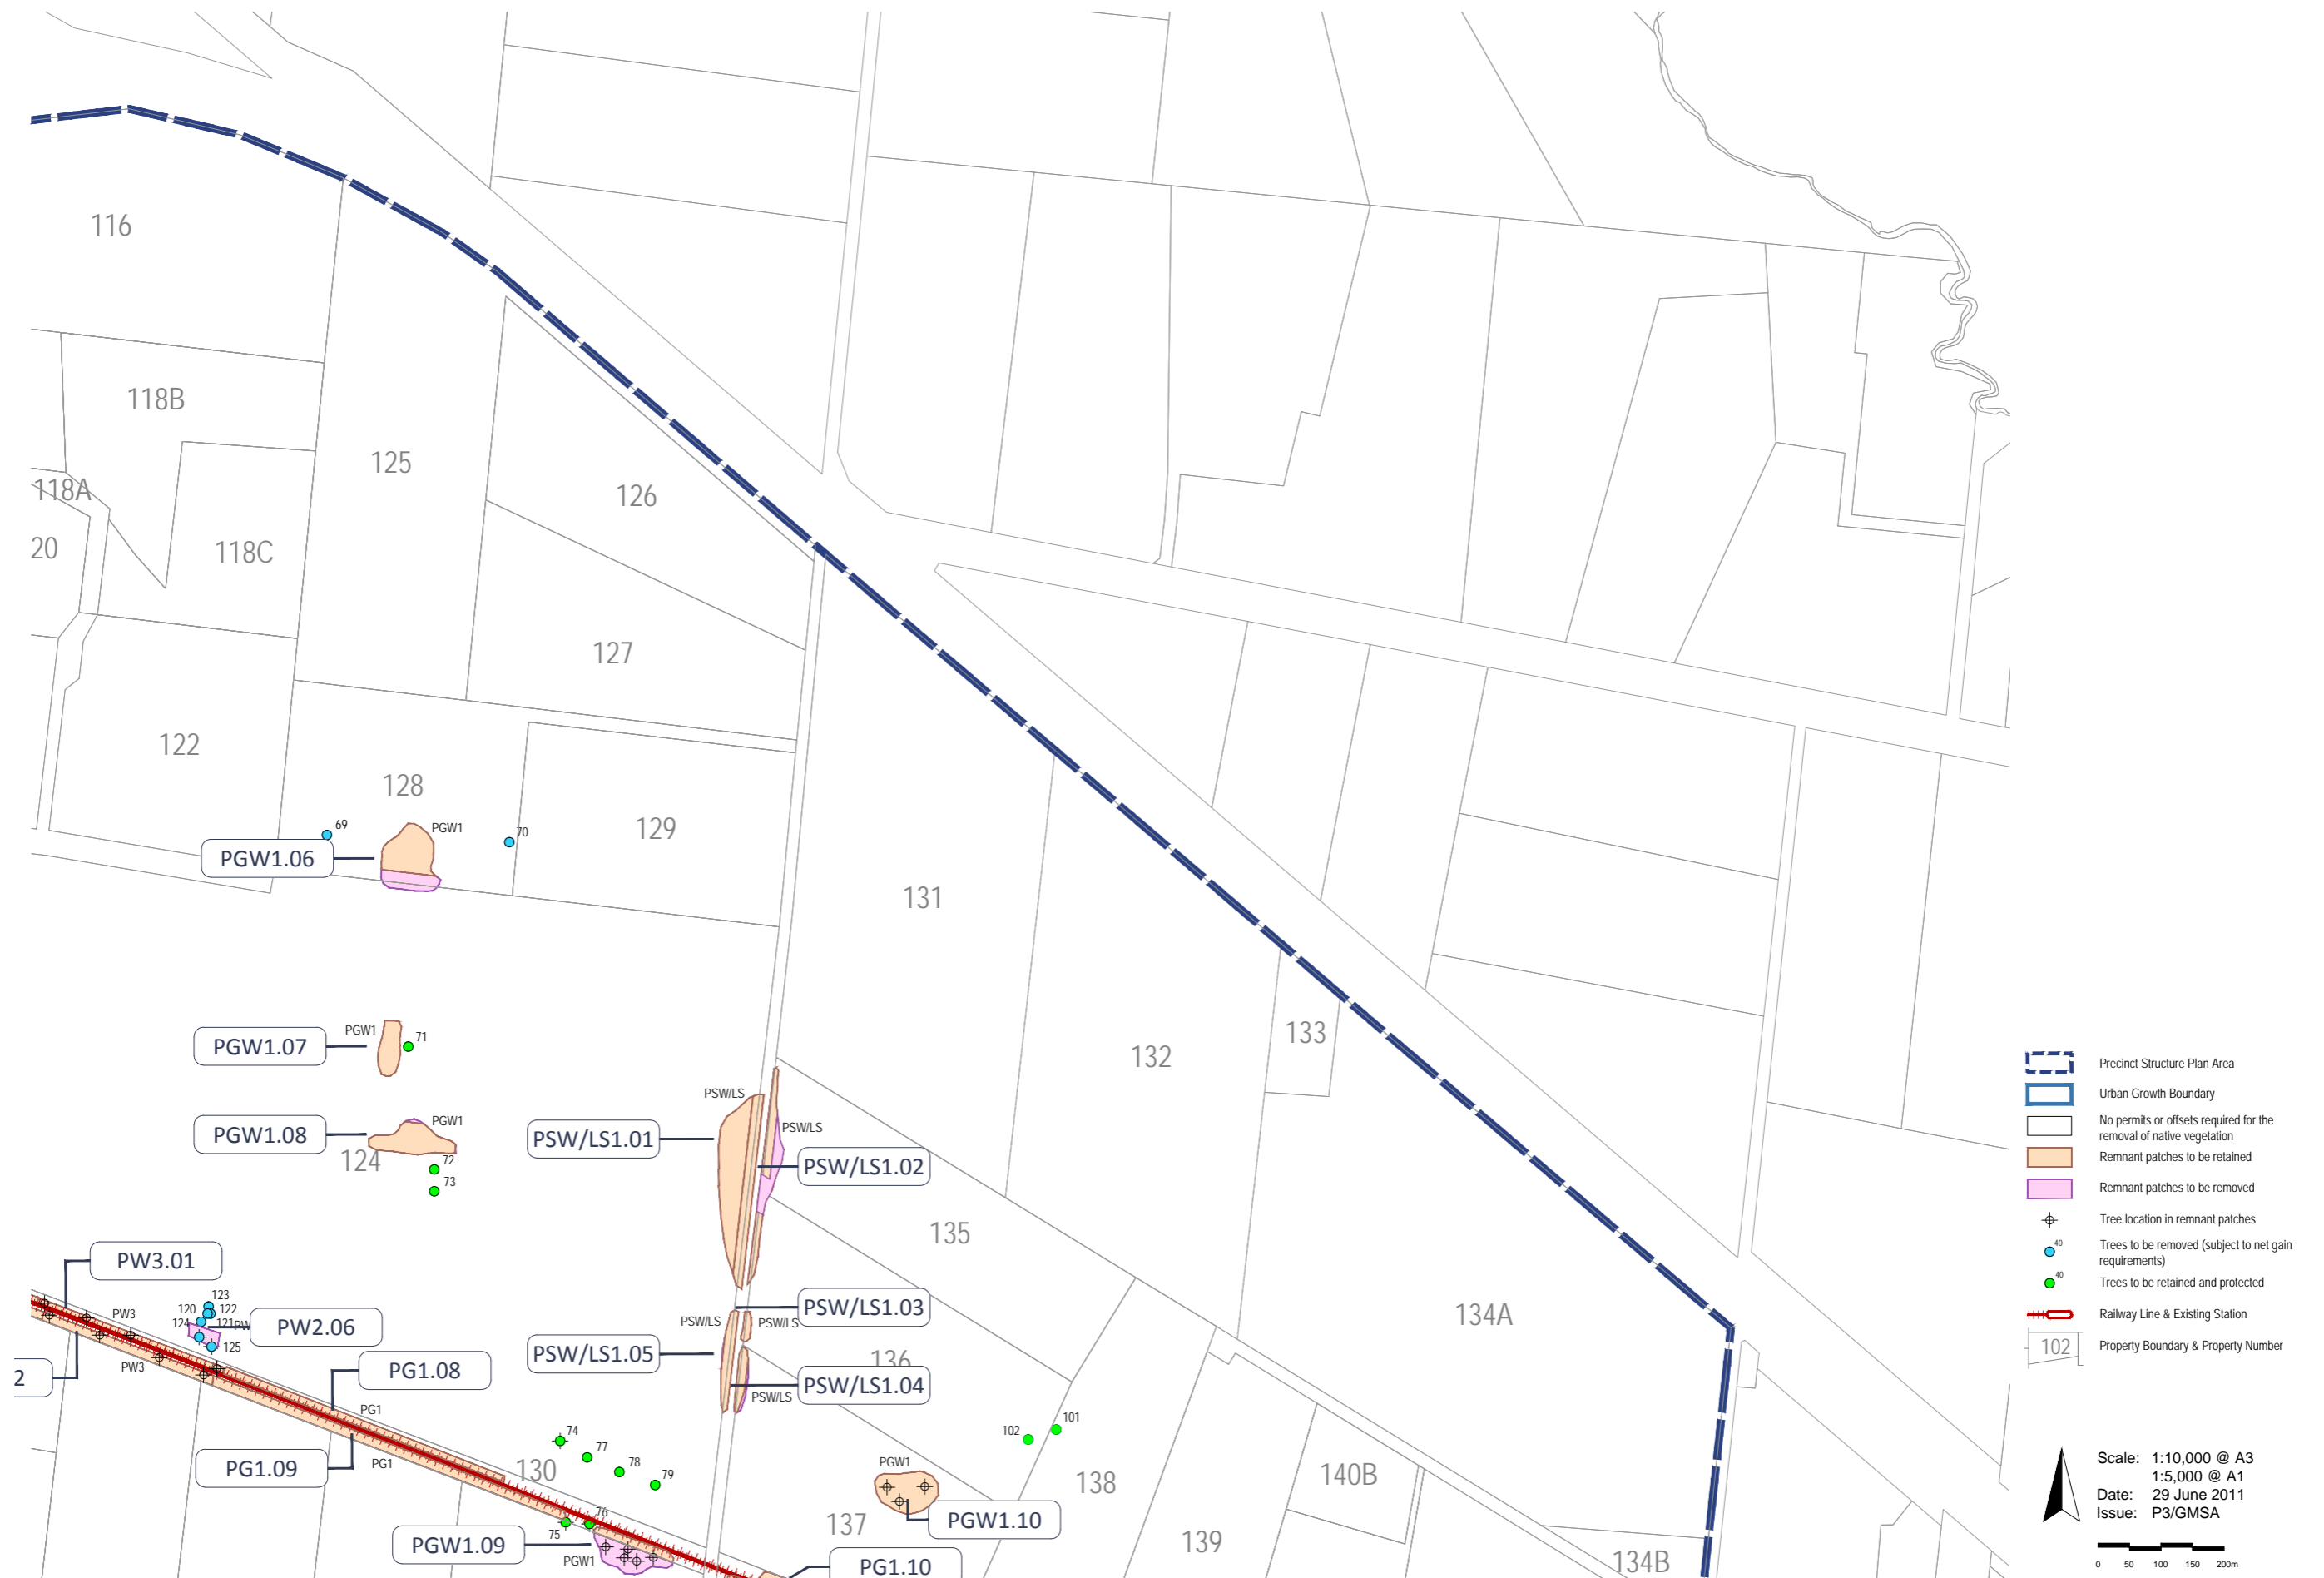 116
118B
125
118A
126
20
118C
127
122
128
129
69
PGW1
70
PGW1.06
131
PGW1
71
PGW1.07
133
132
PSW/LS
PGW1.08
PGW1
PSW/LS1.01
PSW/LS
124
72
PSW/LS1.02
73
135
PW3.01
123
120
122
PW3
124
121
PW
PW2.06
125
PW3
PSW/LS
PSW/LS1.03
PSW/LS
134A
PSW/LS1.05
136
2
PG1.08
PSW/LS1.04
PSW/LS
PG1
74
77
102
101
PG1.09
PG1
130
78
79
PGW1
140B
138
76
75
PGW1.10
137
139
PGW1.09
PGW1
PG1.10
134B
Precinct Structure Plan Area
Urban Growth Boundary
No permits or offsets required for the
removal of native vegetation
Remnant patches to be retained
Remnant patches to be removed
Tree location in remnant patches
40
Trees to be removed (subject to net gain
requirements)
40
Trees to be retained and protected
Railway Line & Existing Station
102
Property Boundary & Property Number
Scale: 1:10,000 @ A3
1:5,000 @ A1
Date: 29 June 2011
Issue: P3/GMSA
0 50 100 150 200m